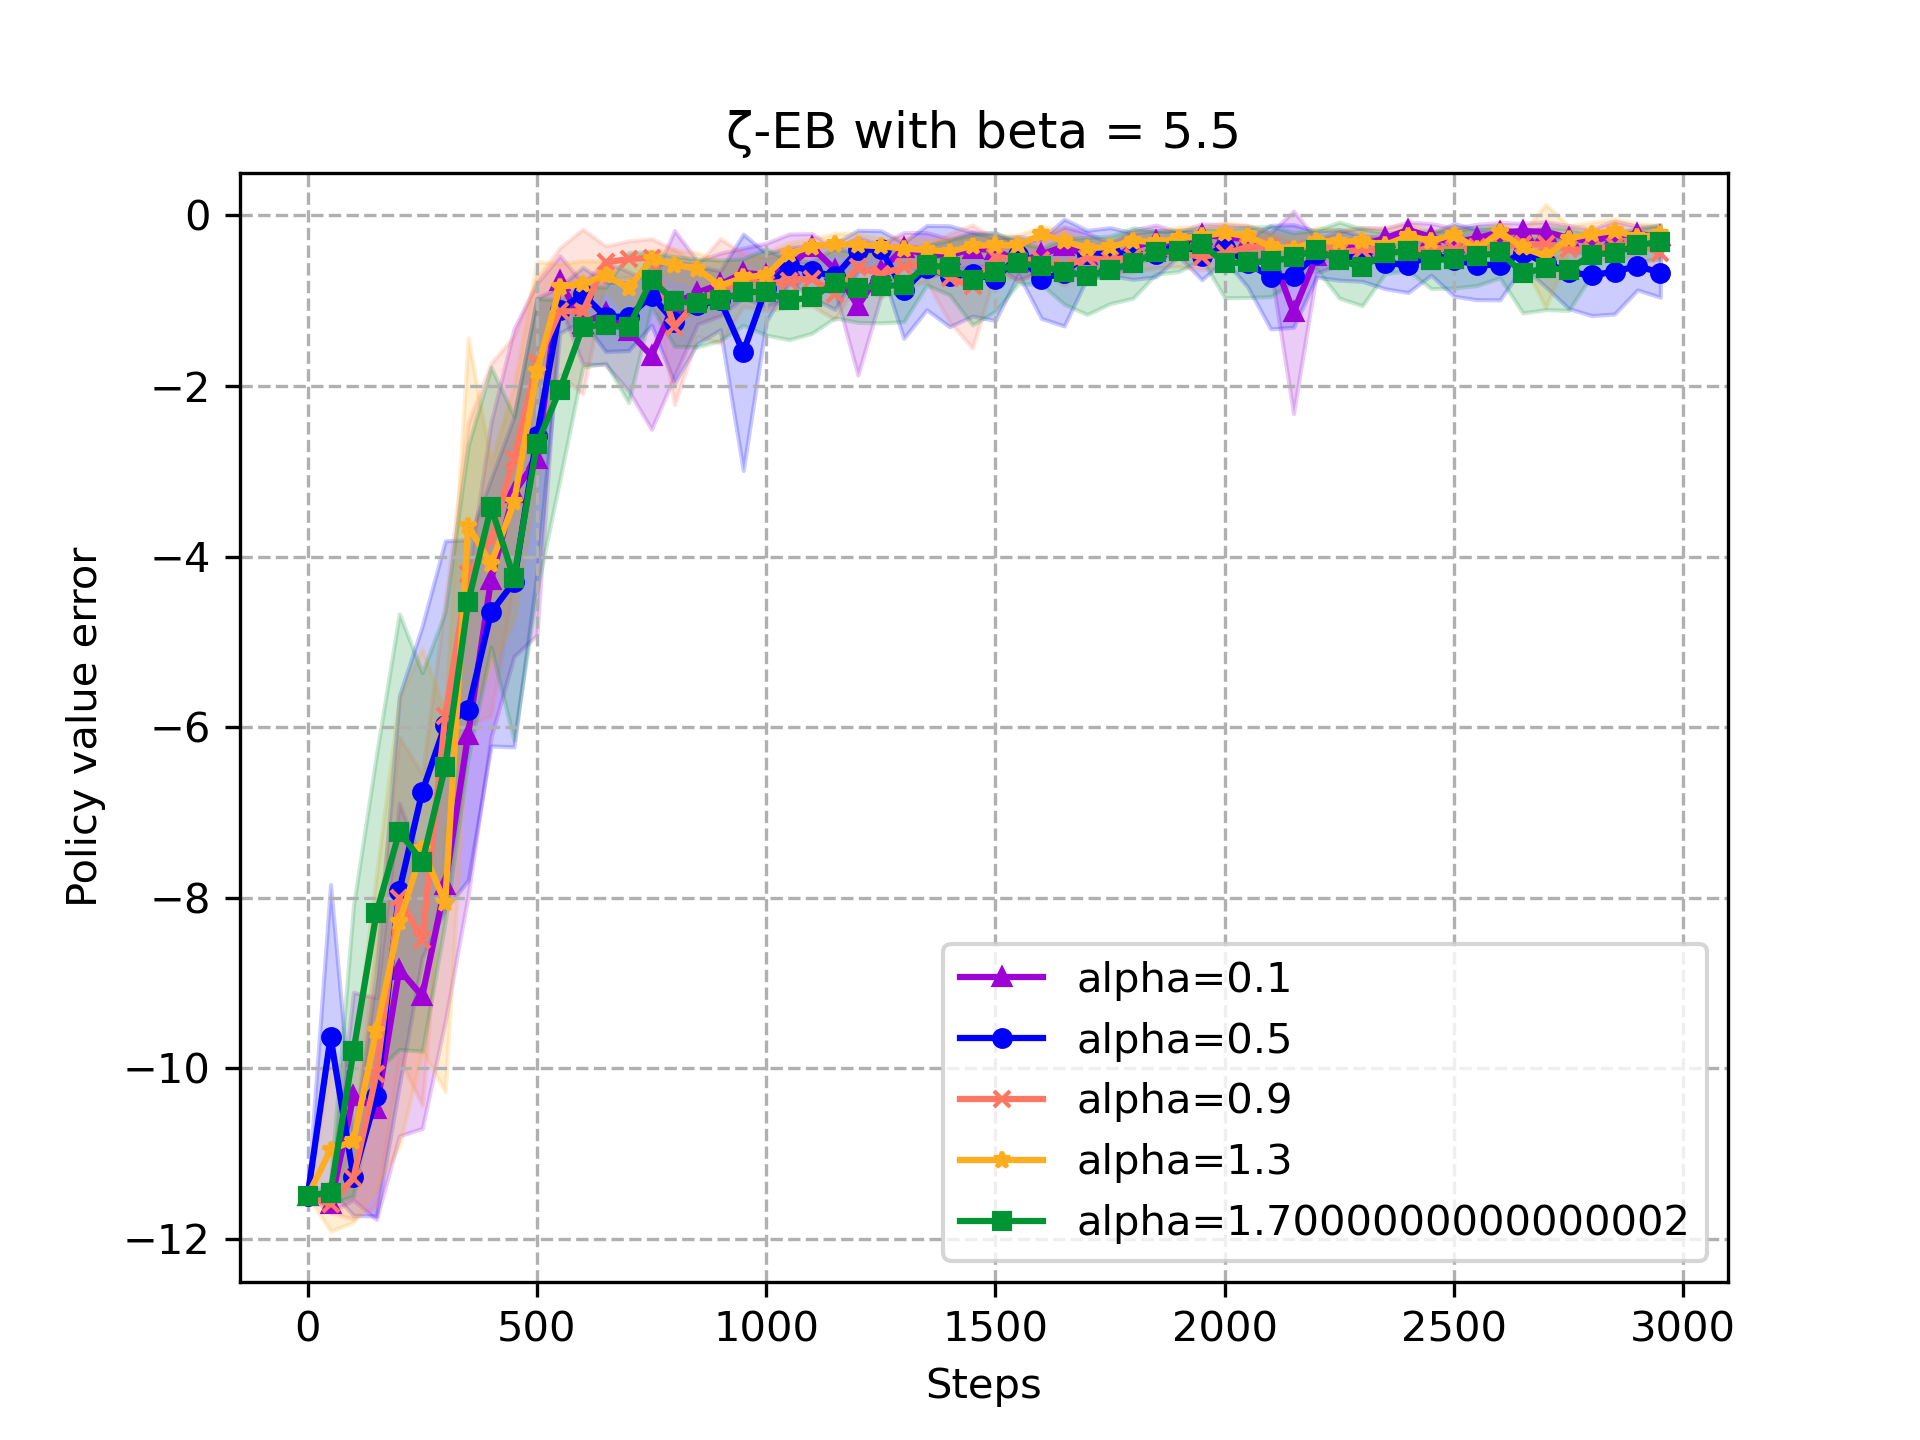 ζ-EB with beta = 5.5
Policy value error
0
−2
−4
−6
−8
−10
−12
0 500 1000 1500 2000 2500 3000
Steps
alpha=0.1
alpha=0.5
alpha=0.9
alpha=1.3
alpha=1.7000000000000002